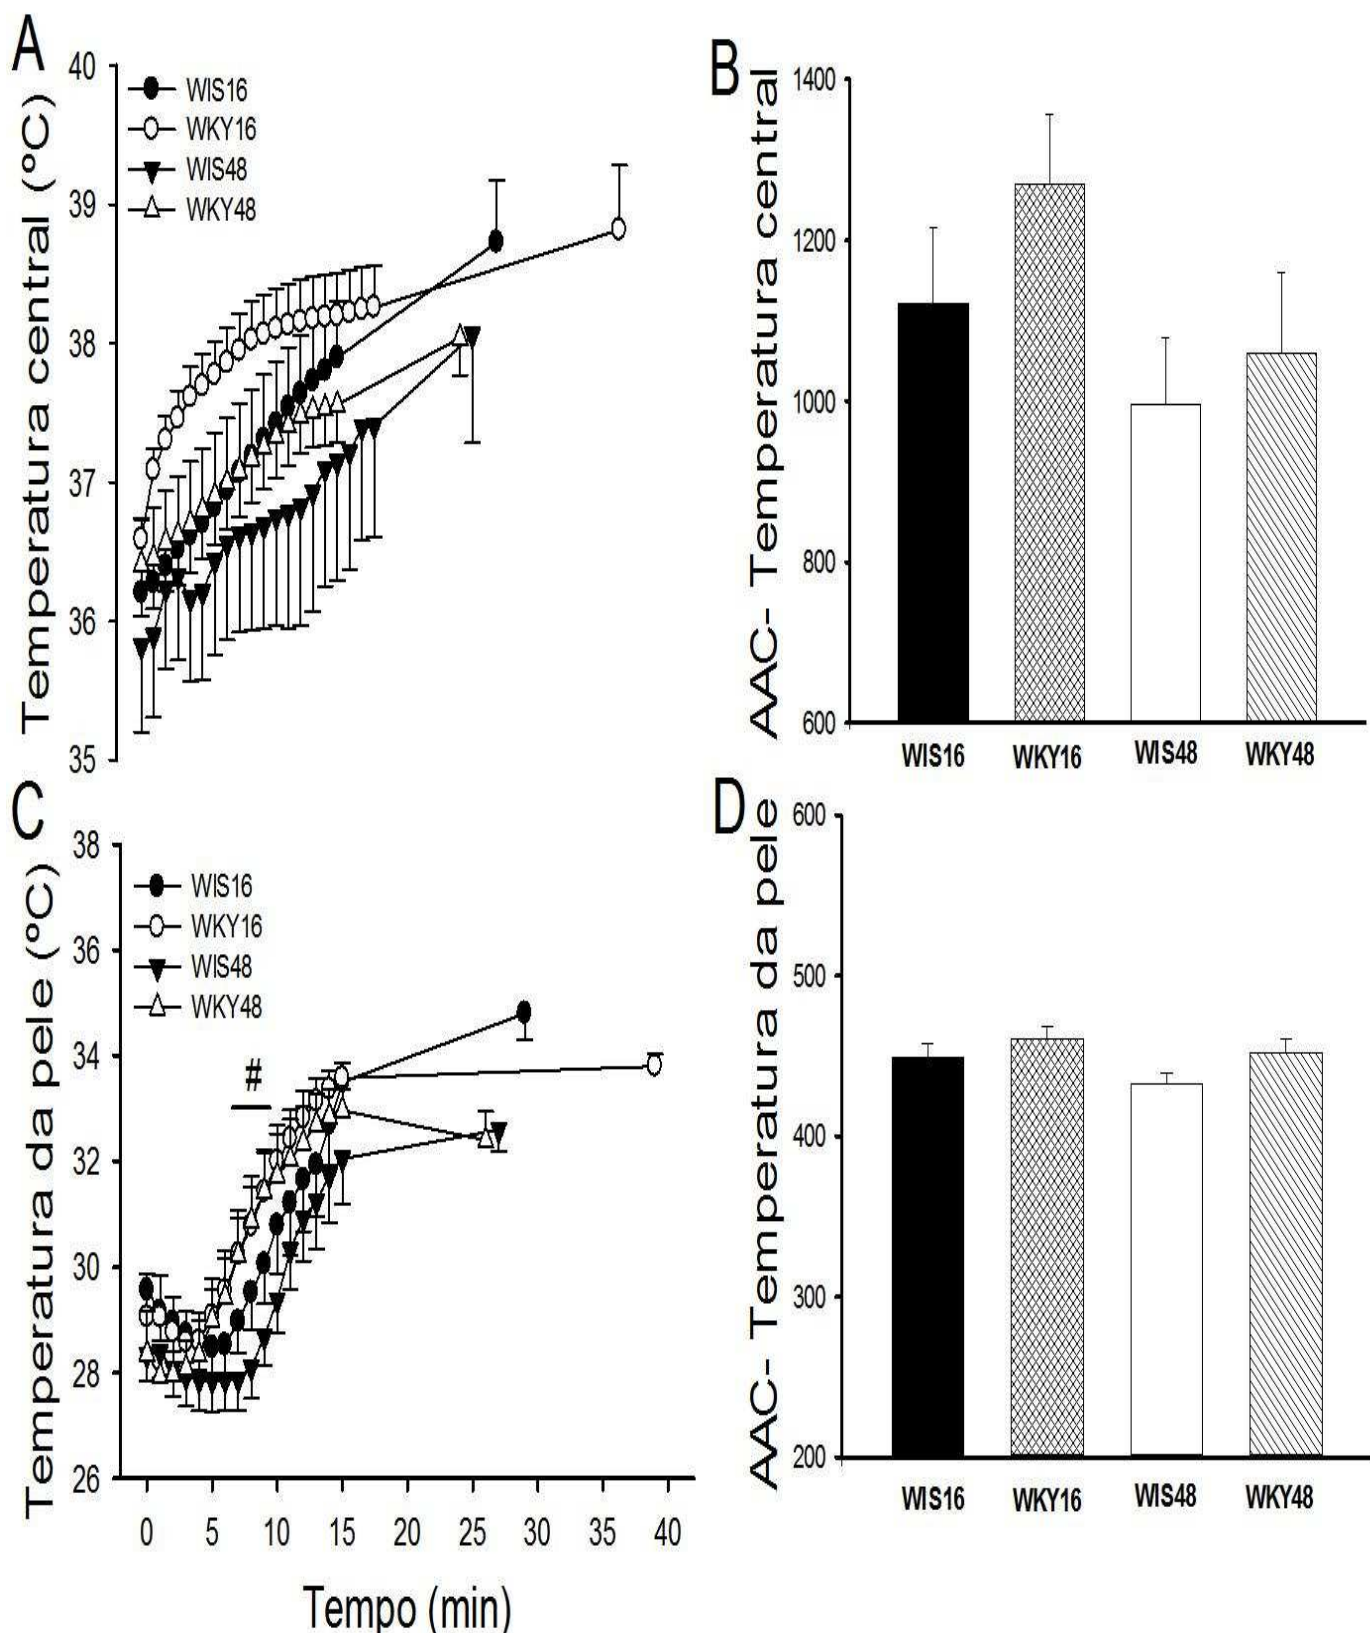 A
Temperatura central (ºC)
40
39
38
37
36
35
WIS16
WKY16
WIS48
WKY48
B
AAC- Temperatura central
1400
1200
1000
800
600
WIS16
WKY16
WIS48
WKY48
C
Temperatura da pele (ºC)
38
36
34
32
30
28
26
WIS16
WKY16
WIS48
WKY48
#
0 5 10 15 20 25 30 35 40
Tempo (min)
D
AAC- Temperatura da pele
600
500
400
300
200
WIS16
WKY16
WIS48
WKY48